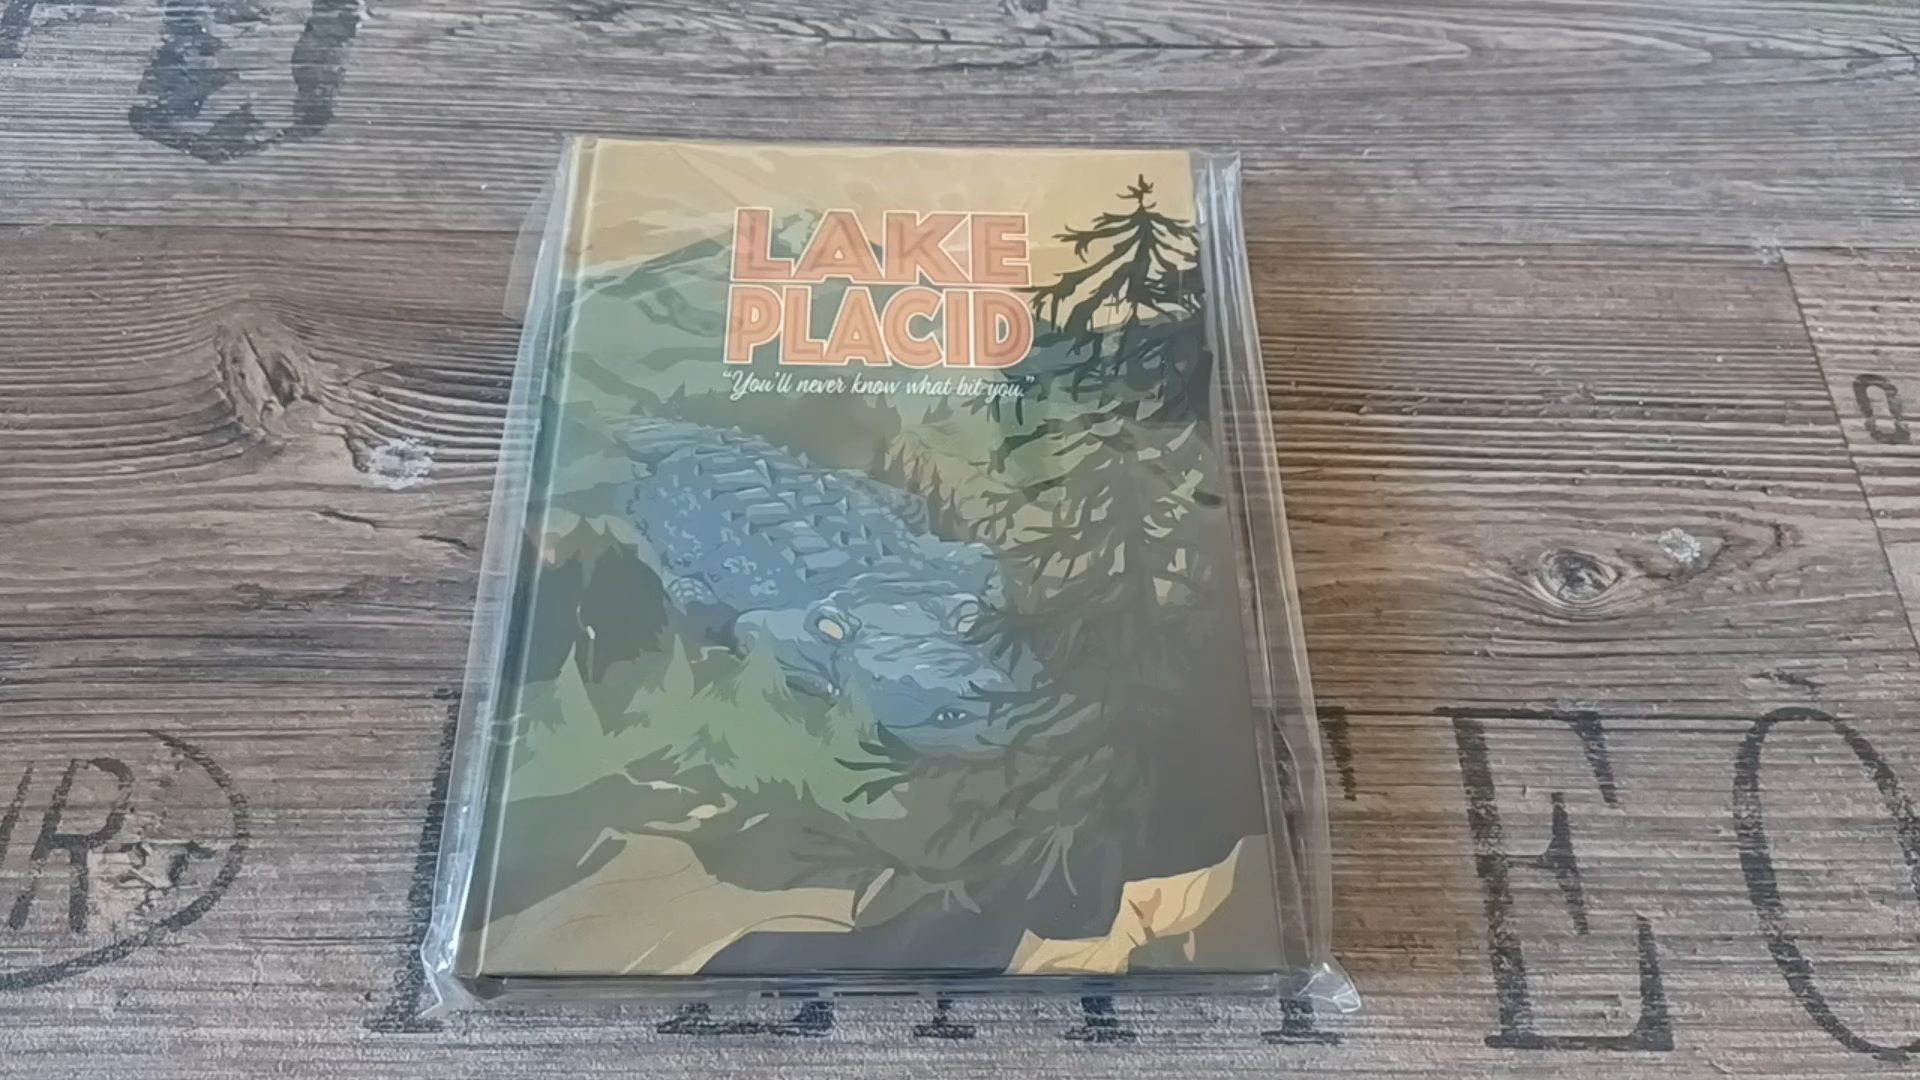 LAKE
PLACID
“You’ll never know what bit you.”